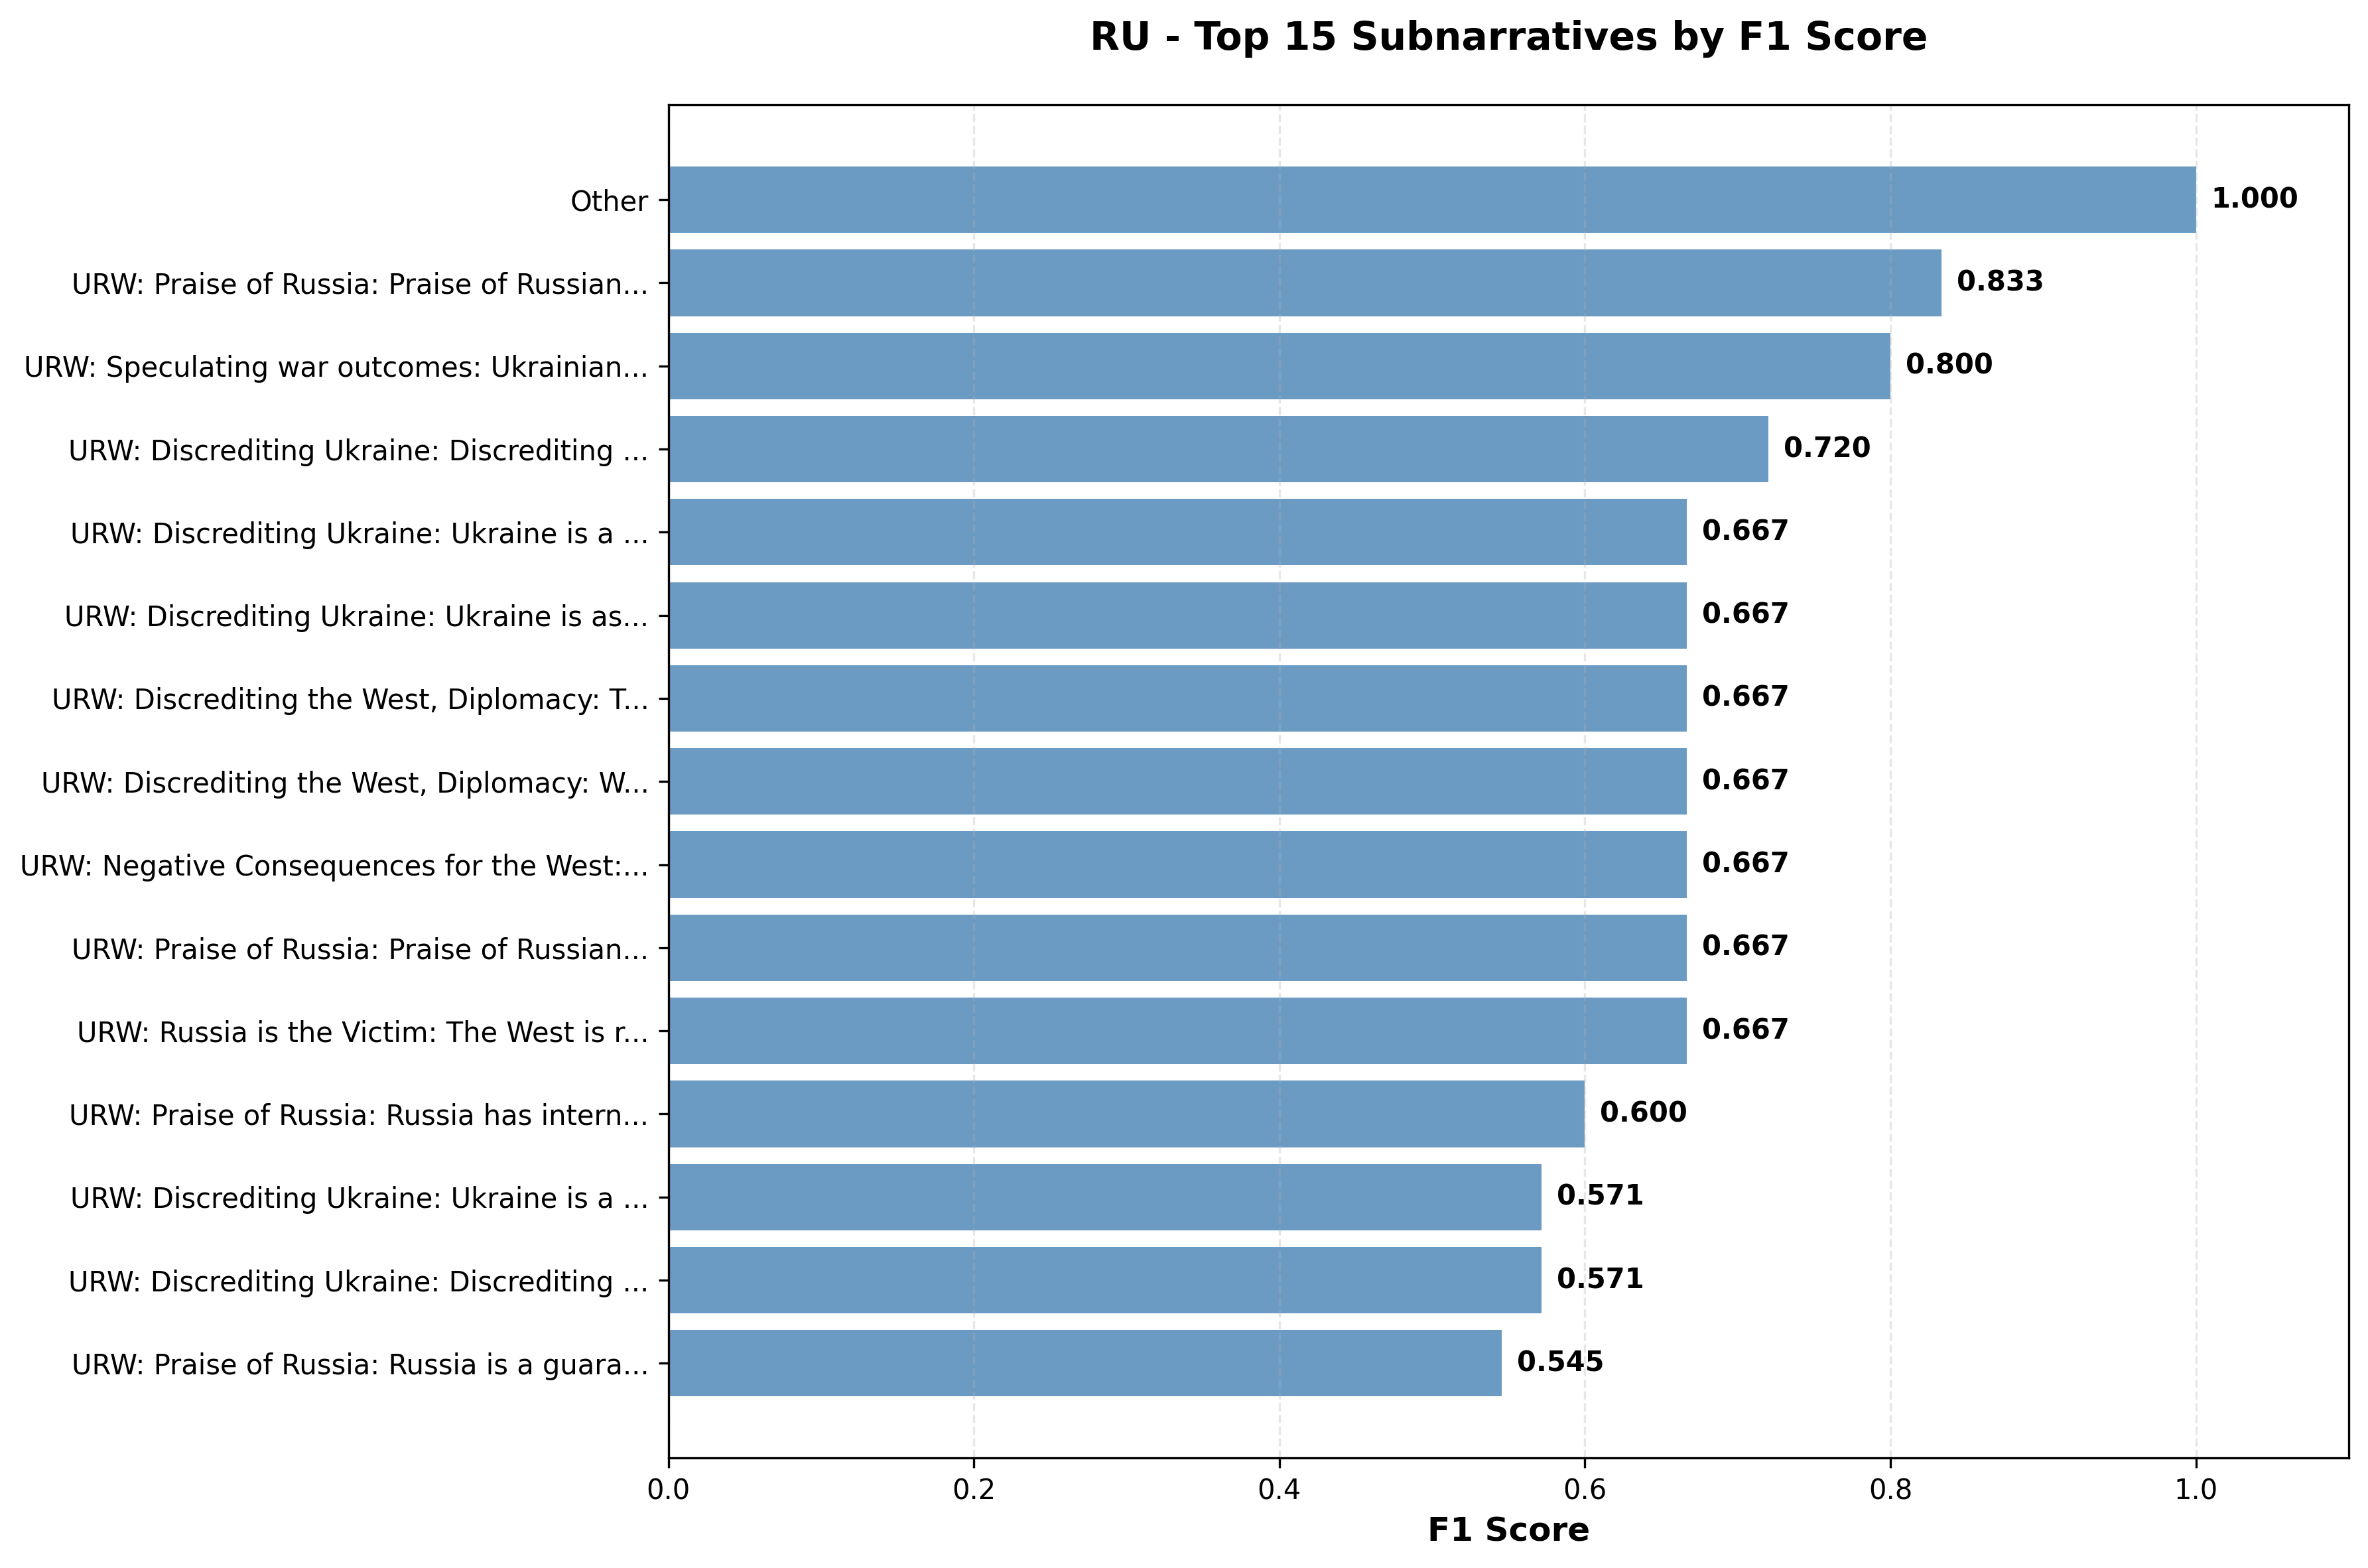 RU - Top 15 Subnarratives by F1 Score
Other 1.000
URW: Praise of Russia: Praise of Russian... 0.833
URW: Speculating war outcomes: Ukrainian... 0.800
URW: Discrediting Ukraine: Discrediting ... 0.720
URW: Discrediting Ukraine: Ukraine is a ... 0.667
URW: Discrediting Ukraine: Ukraine is as... 0.667
URW: Discrediting the West, Diplomacy: T... 0.667
URW: Discrediting the West, Diplomacy: W... 0.667
URW: Negative Consequences for the West:... 0.667
URW: Praise of Russia: Praise of Russian... 0.667
URW: Russia is the Victim: The West is r... 0.667
URW: Praise of Russia: Russia has intern... 0.600
URW: Discrediting Ukraine: Ukraine is a ... 0.571
URW: Discrediting Ukraine: Discrediting ... 0.571
URW: Praise of Russia: Russia is a guara... 0.545
0.0 0.2 0.4 0.6 0.8 1.0
F1 Score